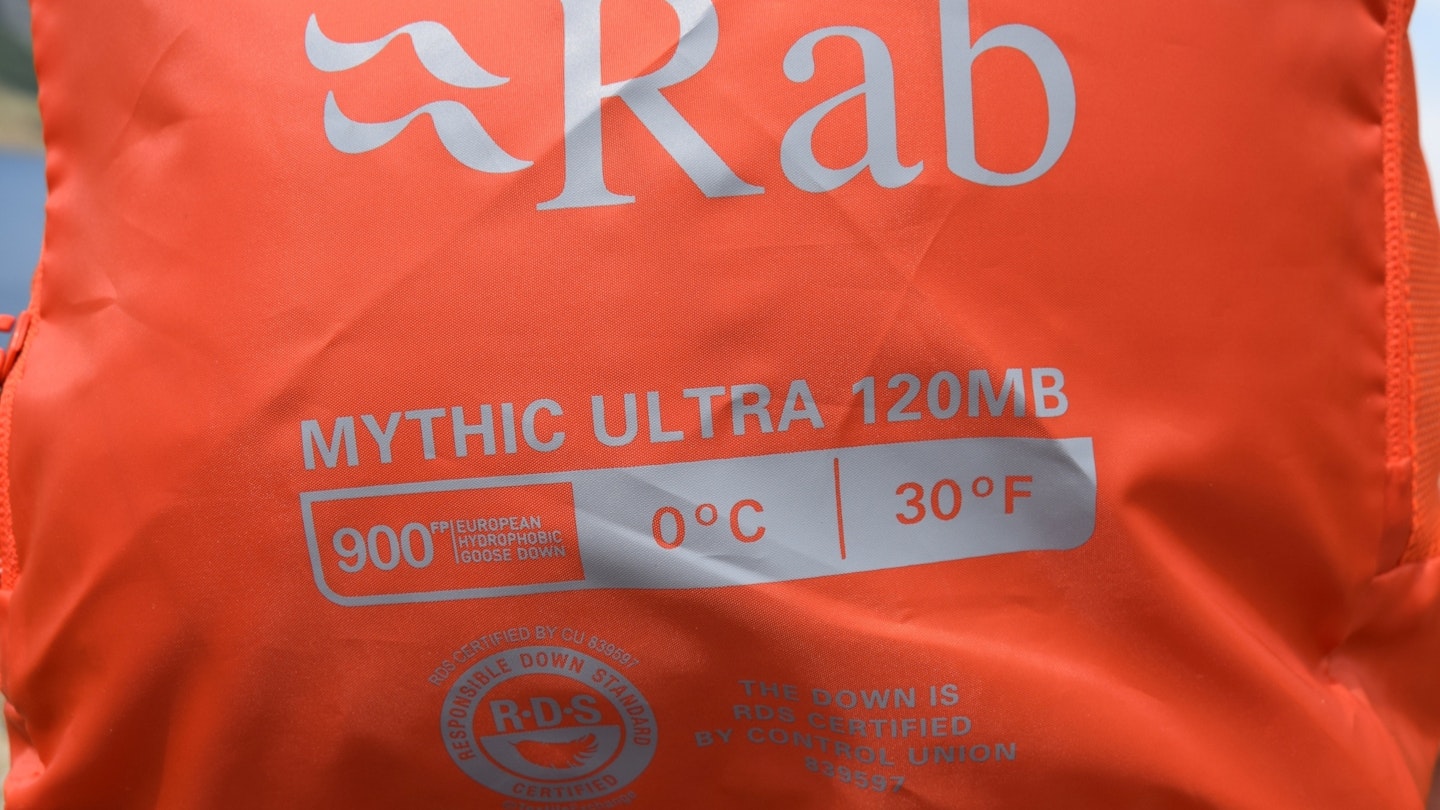 Rab
MYTHIC ULTRA 120MB
900FP
EUROPEAN
HYDROPHOBIC
GOOSE DOWN
0°C
30°F
RDS CERTIFIED BY CU 839597
RESPONSIBLE DOWN STANDARD
R·D·S
CERTIFIED
THE DOWN IS
RDS CERTIFIED
BY CONTROL UNION
839597